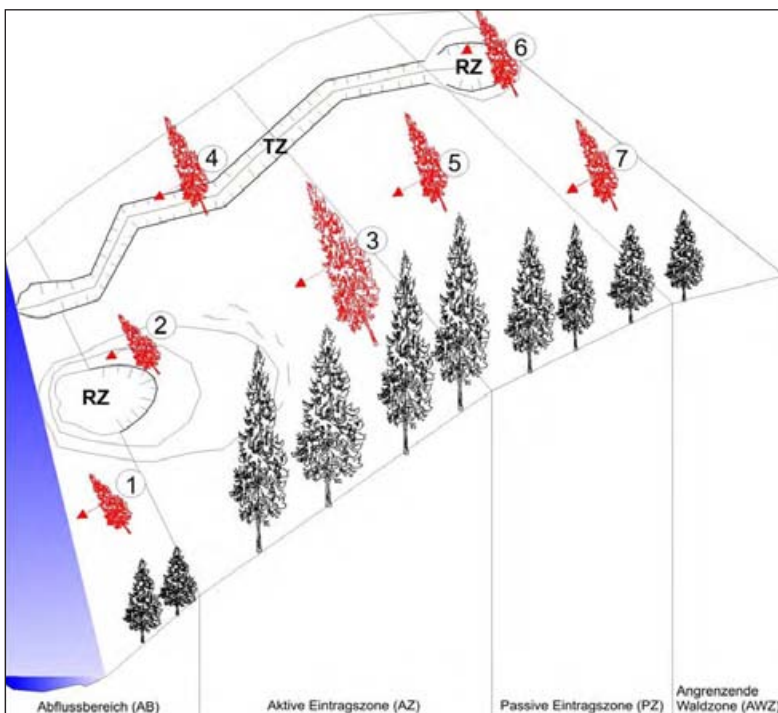 6
RZ
4
TZ
5
7
3
2
RZ
1
Abflussbereich (AB)
Aktive Eintragszone (AZ)
Passive Eintragszone (PZ)
Angrenzende
Waldzone (AWZ